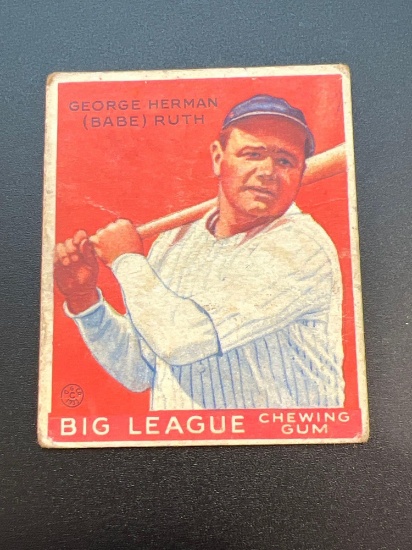 GEORGE HERMAN
(BABE) RUTH
BIG LEAGUE CHEWING
GUM